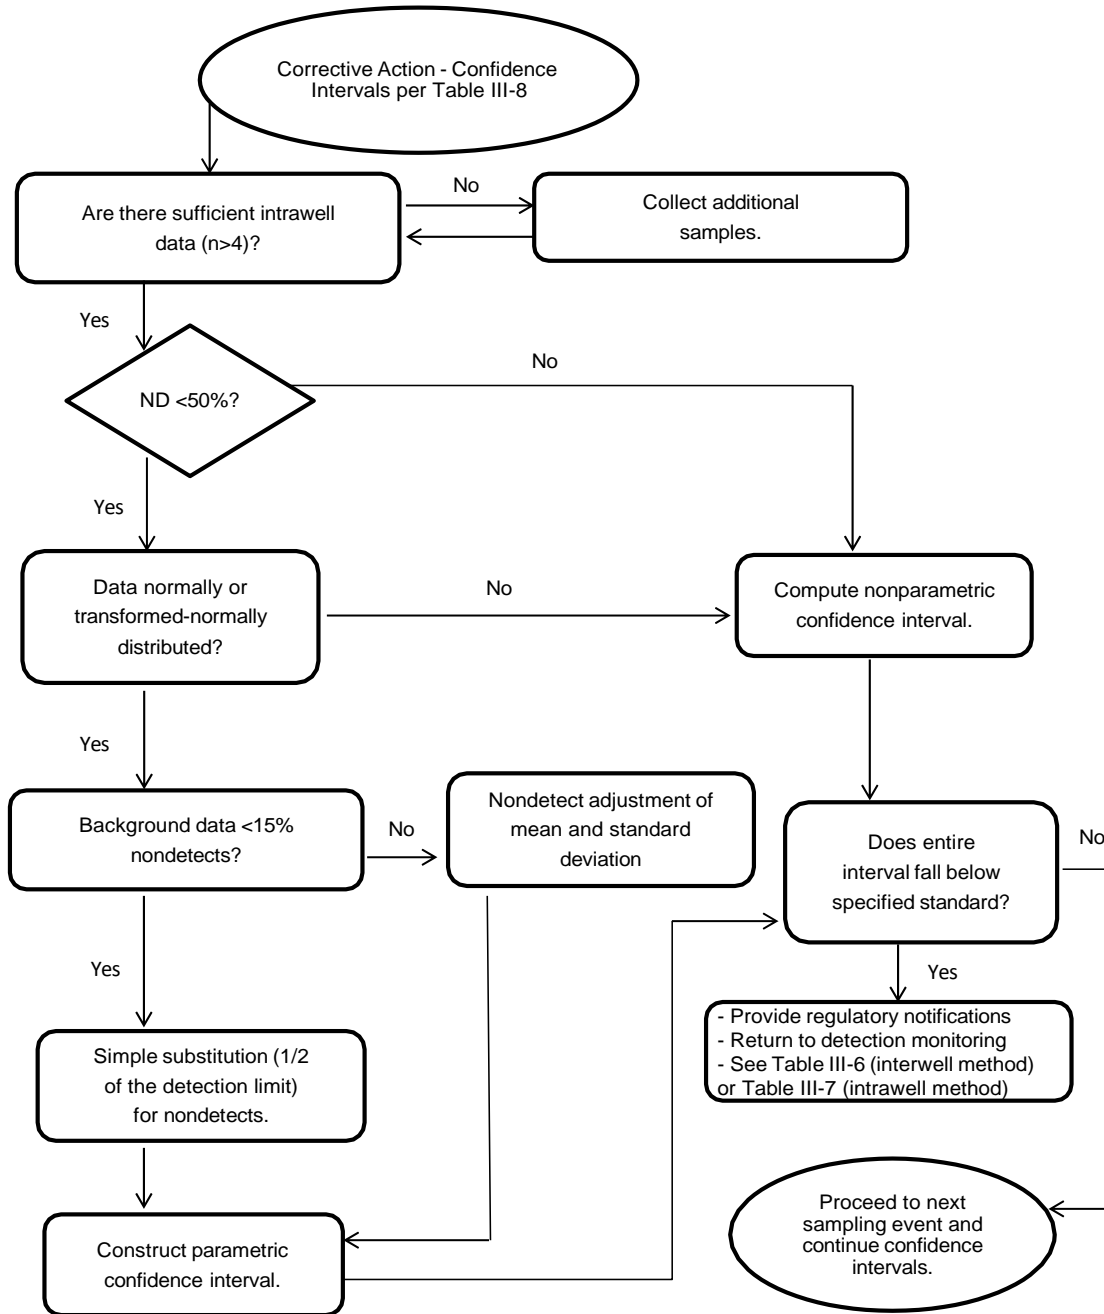 Corrective Action - Confidence
Intervals per Table III-8
Are there sufficient intrawell
data (n>4)?
No
Collect additional
samples.
Yes
ND <50%?
No
Yes
Data normally or
transformed-normally
distributed?
No
Compute nonparametric
confidence interval.
Yes
Background data <15%
nondetects?
No
Nondetect adjustment of
mean and standard
deviation
Does entire
interval fall below
specified standard?
No
Yes
Yes
- Provide regulatory notifications
- Return to detection monitoring
- See Table III-6 (interwell method)
or Table III-7 (intrawell method)
Simple substitution (1/2
of the detection limit)
for nondetects.
Construct parametric
confidence interval.
Proceed to next
sampling event and
continue confidence
intervals.